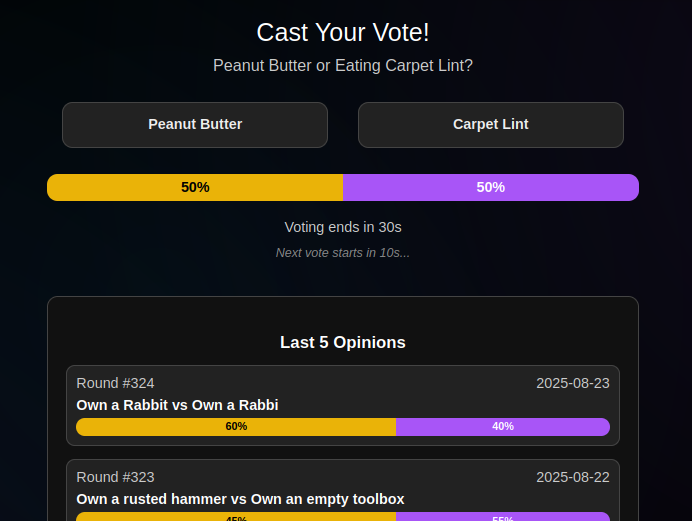 Cast Your Vote!
Peanut Butter or Eating Carpet Lint?
Peanut Butter Carpet Lint
50% 50%
Voting ends in 30s
Next vote starts in 10s...
Last 5 Opinions
Round #324 2025-08-23
Own a Rabbit vs Own a Rabbi
60% 40%
Round #323 2025-08-22
Own a rusted hammer vs Own an empty toolbox
45% 55%